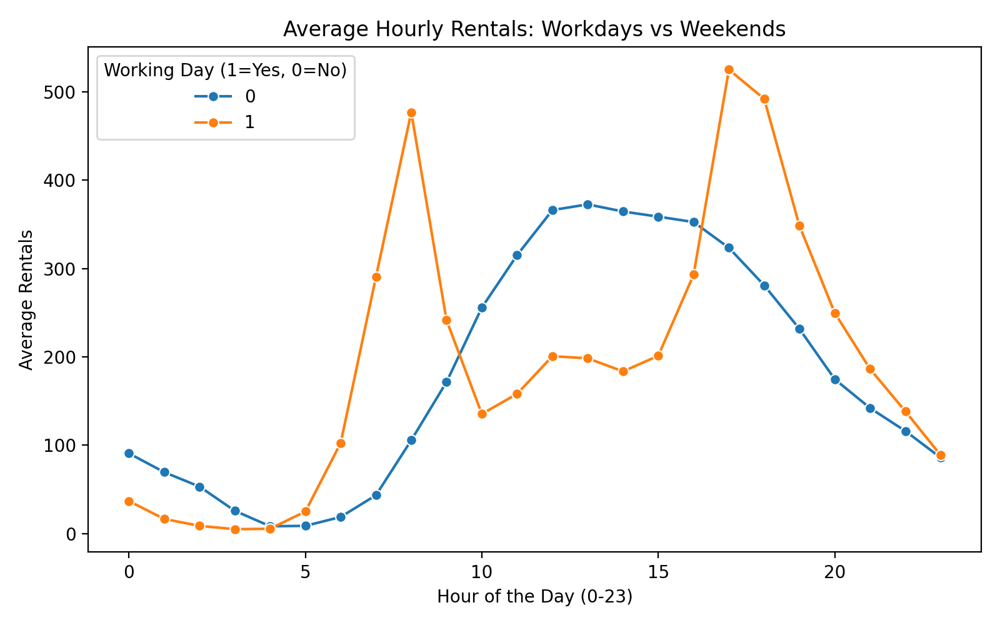 Average Hourly Rentals: Workdays vs Weekends
Working Day (1=Yes, 0=No)
0
1
Average Rentals
500
400
300
200
100
0
0 5 10 15 20
Hour of the Day (0-23)